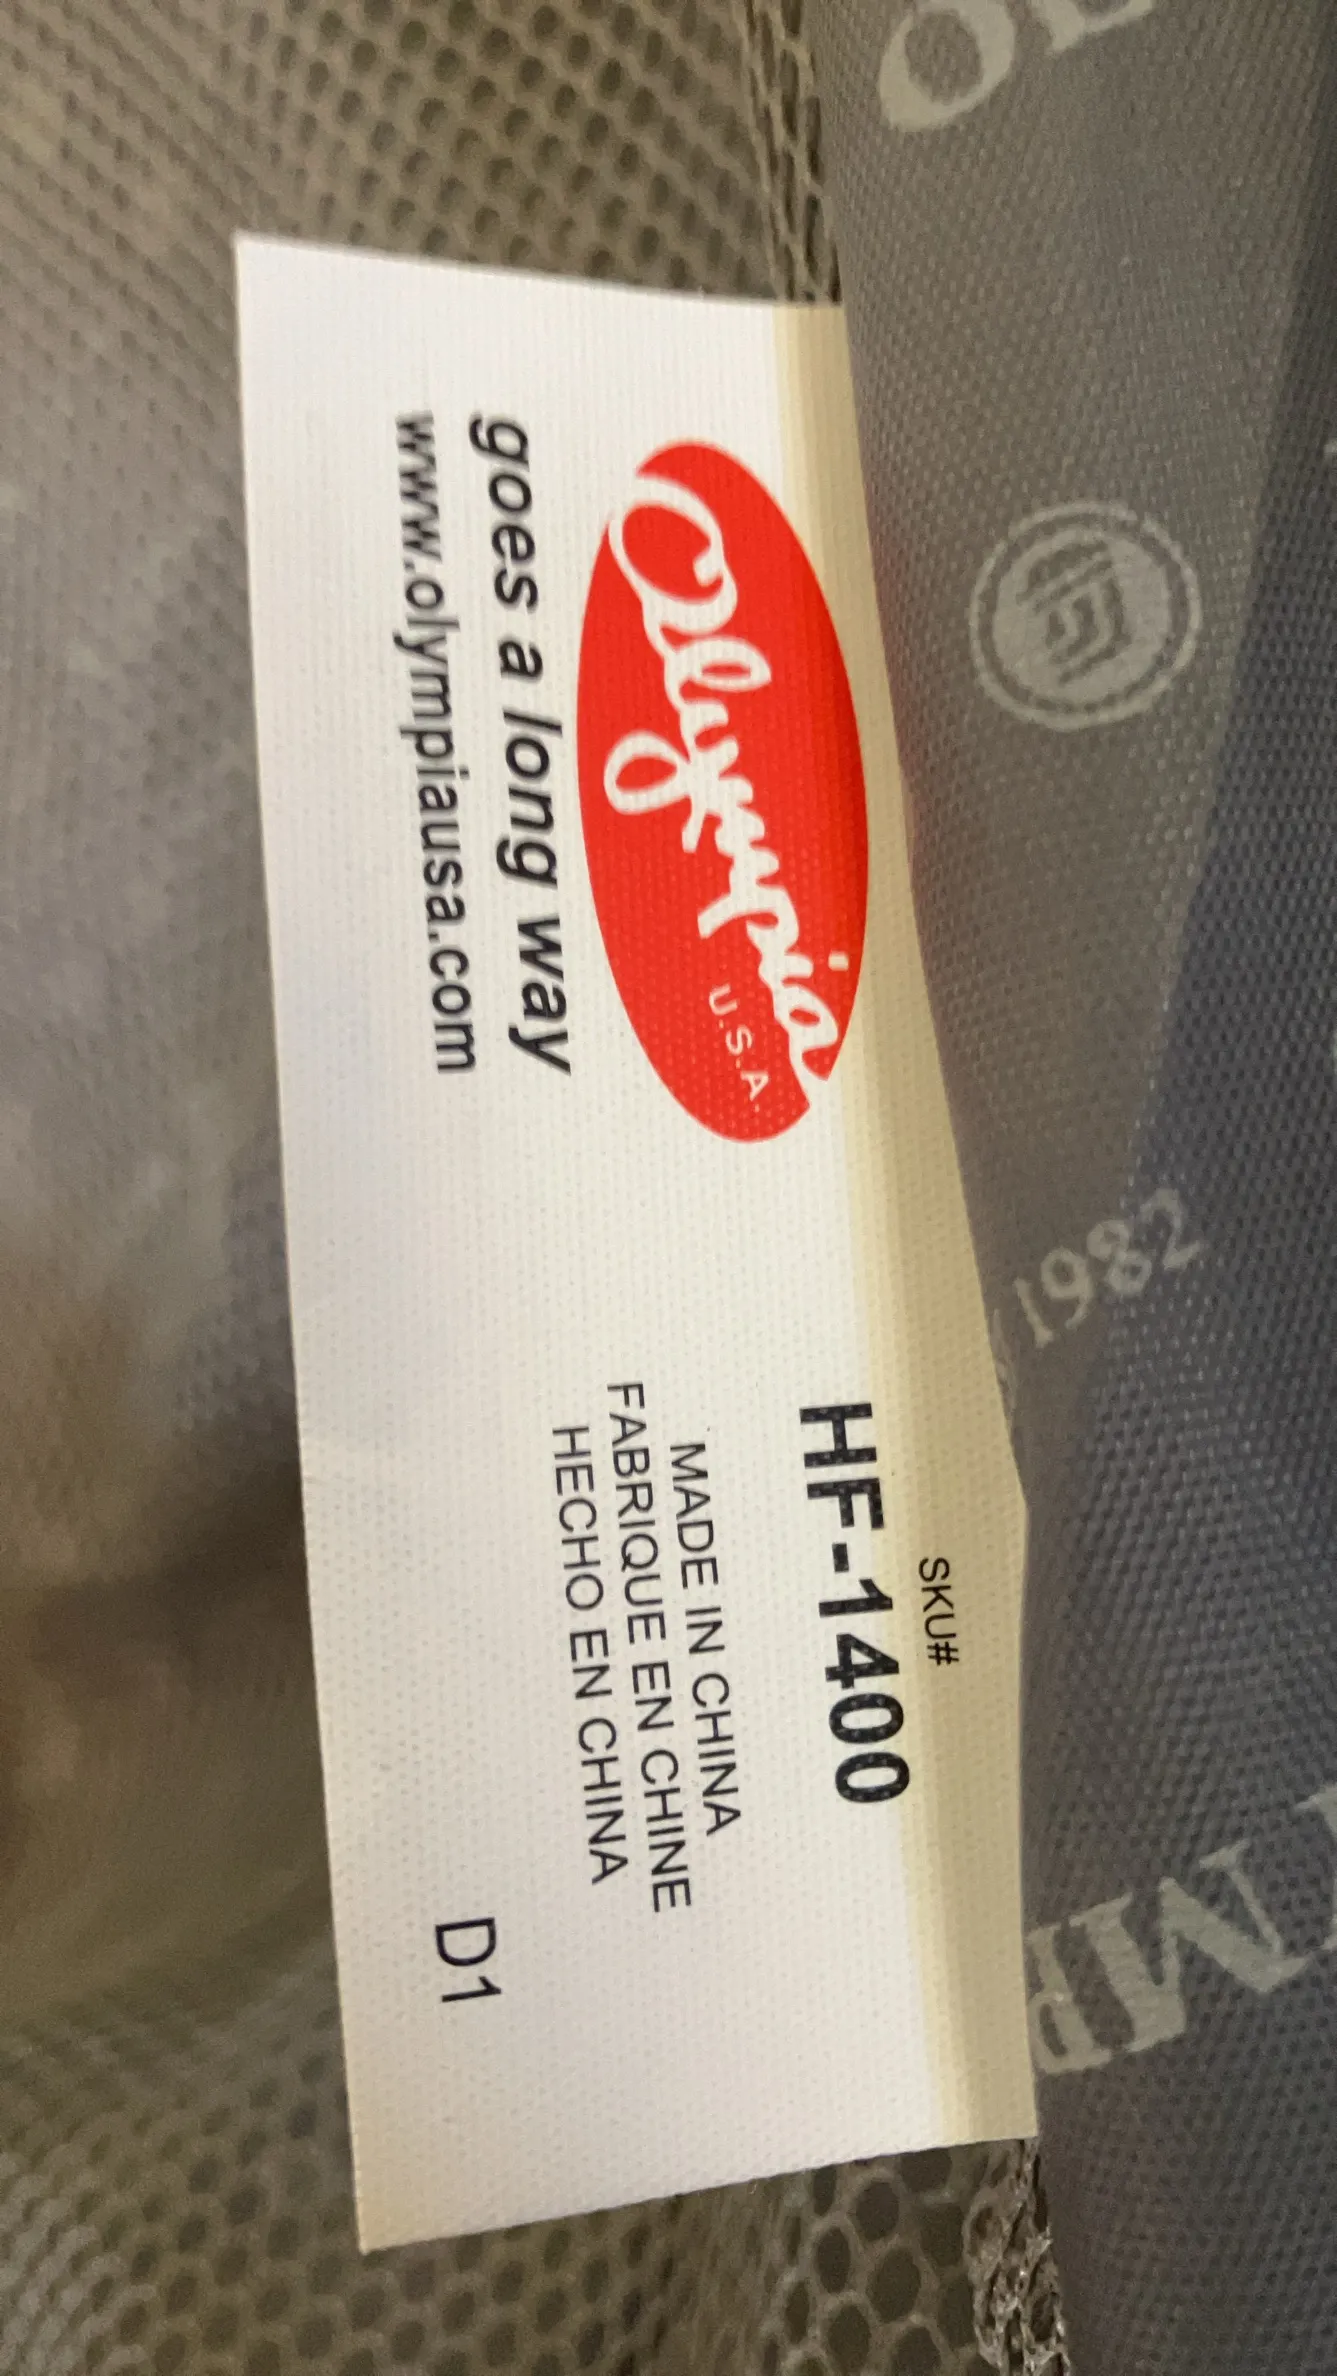 Olympia
U.S.A.
goes a long way
www.olympiausa.com
SKU#
HF-1400
MADE IN CHINA
FABRIQUE EN CHINE
HECHO EN CHINA
D1
1982